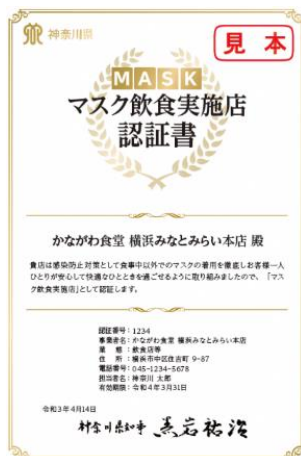 神奈川県
見本
MASK
マスク飲食実施店
認証書
かながわ食堂 横浜みなとみらい本店 殿
貴店は感染防止対策として食事中以外でのマスクの着用を徹底しお客様一人
ひとりが安心して快適なひとときを過ごせるように取り組みましたので、「マス
ク飲食実施店」として認証します。
認証番号：1234
事業者名：かながわ食堂 横浜みなとみらい本店
業 態：飲食店等
住 所：横浜市中区住吉町 9-87
電話番号：045-1234-5678
担当者名：神奈川 太郎
有効期限：令和4年3月31日
令和3年4月14日
神奈川県知事 黒岩祐治